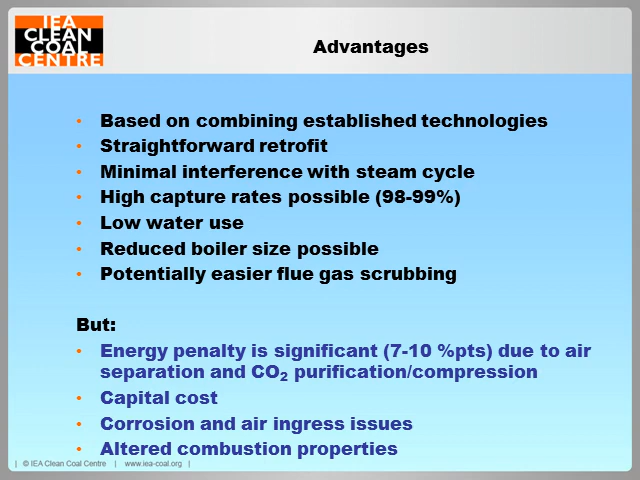 IEA
CLEAN
COAL
CENTRE
Advantages
• Based on combining established technologies
• Straightforward retrofit
• Minimal interference with steam cycle
• High capture rates possible (98-99%)
• Low water use
• Reduced boiler size possible
• Potentially easier flue gas scrubbing
But:
• Energy penalty is significant (7-10 %pts) due to air
separation and CO₂ purification/compression
• Capital cost
• Corrosion and air ingress issues
• Altered combustion properties
| © IEA Clean Coal Centre | www.iea-coal.org |